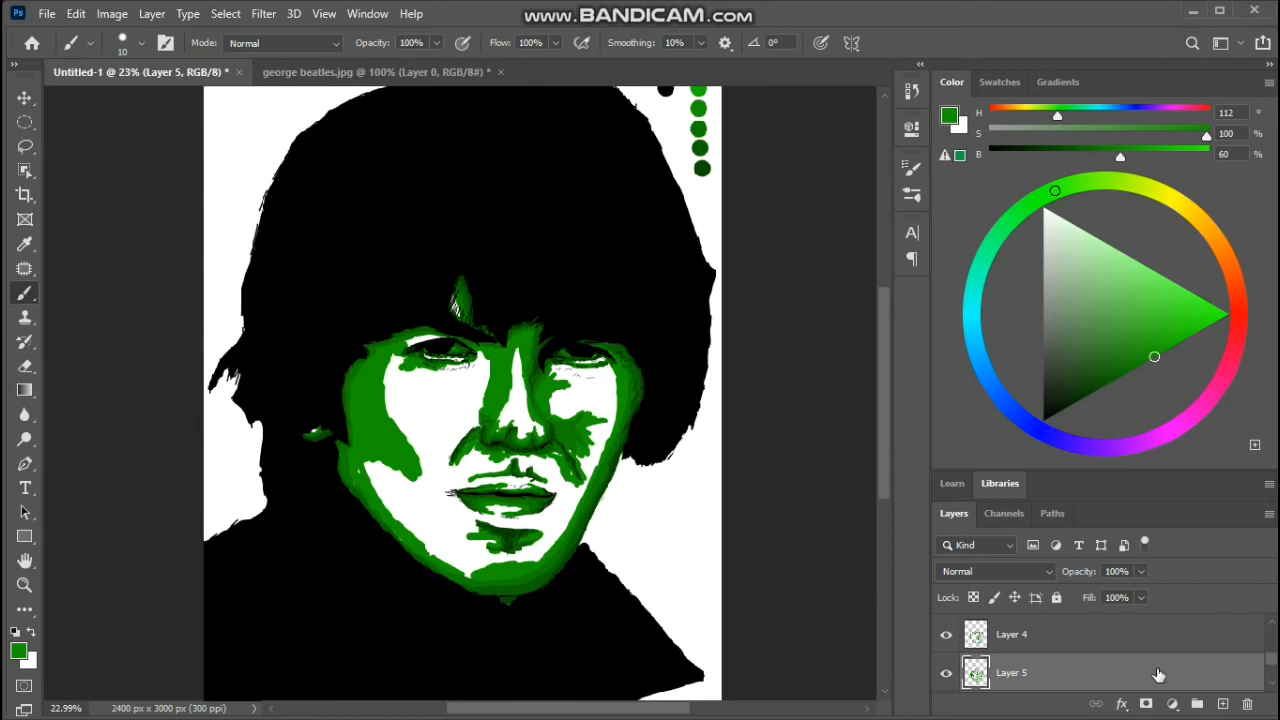 Ps File Edit Image Layer Type Select Filter 3D View Window Help
www.BANDICAM.com
10 Mode: Normal Opacity: 100% Flow: 100% Smoothing: 10% 0°
Untitled-1 @ 23% (Layer 5, RGB/8) * × george beatles.jpg @ 100% (Layer 0, RGB/8#) * ×
Color Swatches Gradients
H 112 °
S 100 %
B 60 %
Learn Libraries
Layers Channels Paths
Kind
Normal Opacity: 100%
Lock: Fill: 100%
Layer 4
Layer 5
22.99% 2400 px x 3000 px (300 ppi)